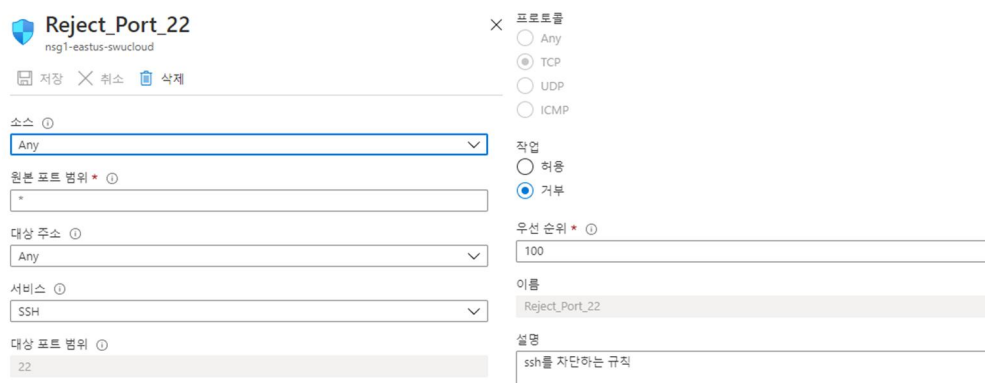 Reject_Port_22
nsg1-eastus-swucloud
저장 취소 삭제
소스
Any
원본 포트 범위 *
*
대상 주소
Any
서비스
SSH
대상 포트 범위
22
프로토콜
Any
TCP
UDP
ICMP
작업
허용
거부
우선 순위 *
100
이름
Reject_Port_22
설명
ssh를 차단하는 규칙